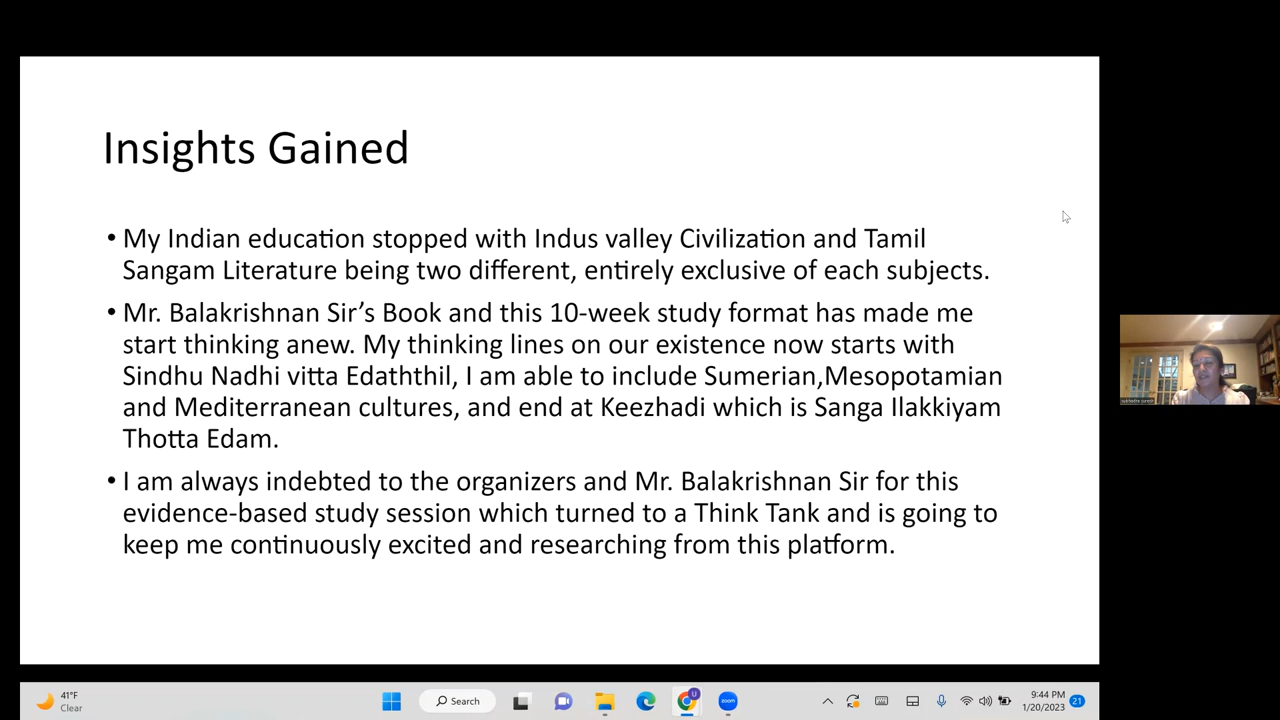 Insights Gained
• My Indian education stopped with Indus valley Civilization and Tamil
Sangam Literature being two different, entirely exclusive of each subjects.
• Mr. Balakrishnan Sir's Book and this 10-week study format has made me
start thinking anew. My thinking lines on our existence now starts with
Sindhu Nadhi vitta Edaththil, I am able to include Sumerian,Mesopotamian
and Mediterranean cultures, and end at Keezhadi which is Sanga Ilakkiyam
Thotta Edam.
• I am always indebted to the organizers and Mr. Balakrishnan Sir for this
evidence-based study session which turned to a Think Tank and is going to
keep me continuously excited and researching from this platform.
41°F
Clear
Search
U
zoom
9:44 PM
1/20/2023
21